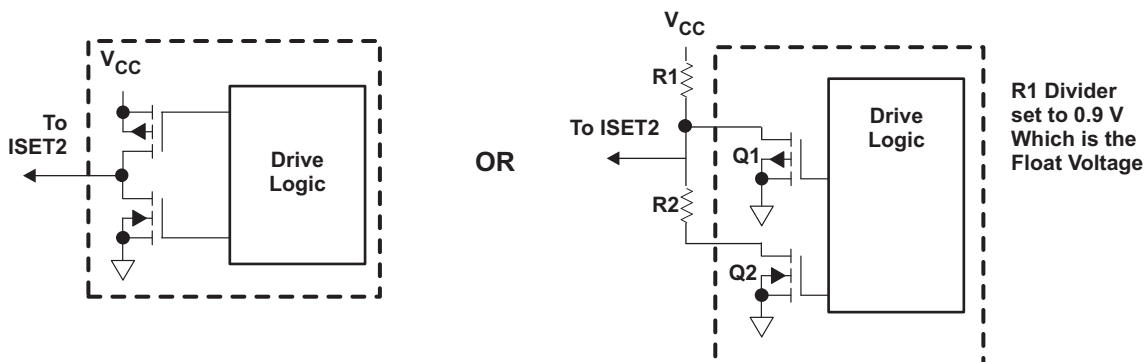 VCC
To
ISET2
Drive
Logic
OR
VCC
R1
To ISET2
Q1
R2
Q2
Drive
Logic
R1 Divider
set to 0.9 V
Which is the
Float Voltage